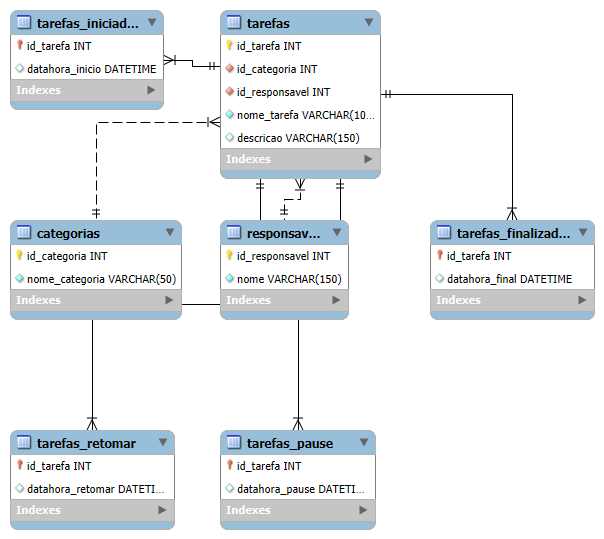 tarefas_iniciad...
id_tarefa INT
datahora_inicio DATETIME
Indexes
tarefas
id_tarefa INT
id_categoria INT
id_responsavel INT
nome_tarefa VARCHAR(10...
descricao VARCHAR(150)
Indexes
categorias
id_categoria INT
nome_categoria VARCHAR(50)
Indexes
responsav...
id_responsavel INT
nome VARCHAR(150)
Indexes
tarefas_finalizad...
id_tarefa INT
datahora_final DATETIME
Indexes
tarefas_retomar
id_tarefa INT
datahora_retomar DATETI...
Indexes
tarefas_pause
id_tarefa INT
datahora_pause DATETI...
Indexes